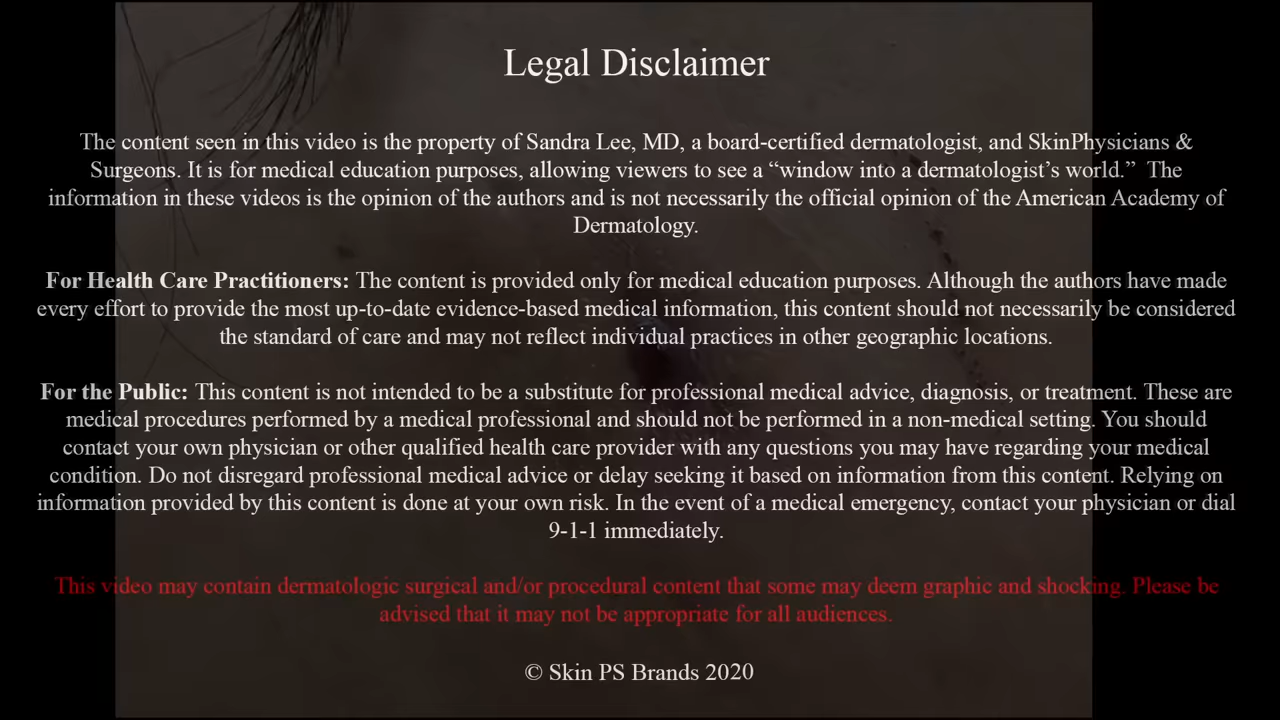 Legal Disclaimer
The content seen in this video is the property of Sandra Lee, MD, a board-certified dermatologist, and SkinPhysicians &
Surgeons. It is for medical education purposes, allowing viewers to see a “window into a dermatologist’s world.” The
information in these videos is the opinion of the authors and is not necessarily the official opinion of the American Academy of
Dermatology.
For Health Care Practitioners: The content is provided only for medical education purposes. Although the authors have made
every effort to provide the most up-to-date evidence-based medical information, this content should not necessarily be considered
the standard of care and may not reflect individual practices in other geographic locations.
For the Public: This content is not intended to be a substitute for professional medical advice, diagnosis, or treatment. These are
medical procedures performed by a medical professional and should not be performed in a non-medical setting. You should
contact your own physician or other qualified health care provider with any questions you may have regarding your medical
condition. Do not disregard professional medical advice or delay seeking it based on information from this content. Relying on
information provided by this content is done at your own risk. In the event of a medical emergency, contact your physician or dial
9-1-1 immediately.
This video may contain dermatologic surgical and/or procedural content that some may deem graphic and shocking. Please be
advised that it may not be appropriate for all audiences.
© Skin PS Brands 2020